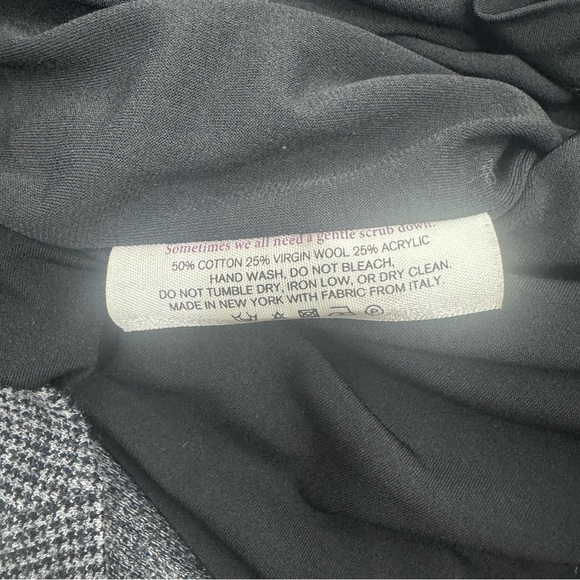 Sometimes we all need a gentle scrub down.
50% COTTON 25% VIRGIN WOOL 25% ACRYLIC
HAND WASH, DO NOT BLEACH,
DO NOT TUMBLE DRY, IRON LOW, OR DRY CLEAN.
MADE IN NEW YORK WITH FABRIC FROM ITALY.